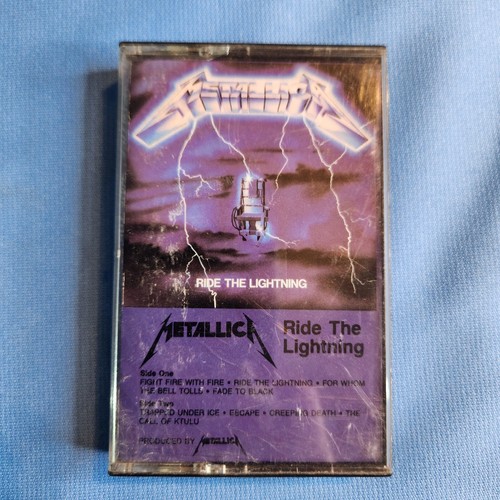 METALLICA
RIDE THE LIGHTNING
METALLICA
Ride The
Lightning
Side One
FIGHT FIRE WITH FIRE • RIDE THE LIGHTNING • FOR WHOM
THE BELL TOLLS • FADE TO BLACK
Side Two
TRAPPED UNDER ICE • ESCAPE • CREEPING DEATH • THE
CALL OF KTULU
PRODUCED BY METALLICA